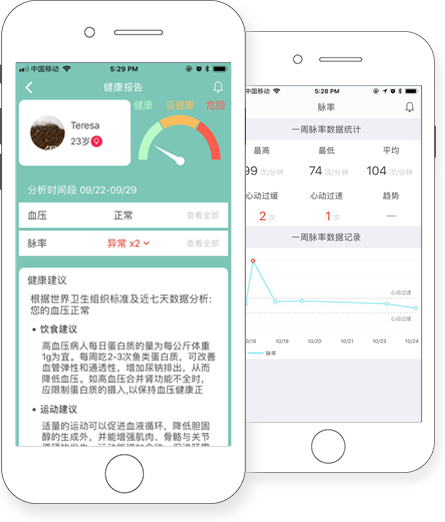 中国移动
5:29 PM
健康报告
健康
亚健康
危险
Teresa
23岁
分析时间段 09/22-09/29
血压
正常
查看全部
脉率
异常 x2
查看全部
健康建议
根据世界卫生组织标准及近七天数据分析:
您的血压正常
• 饮食建议
高血压病人每日蛋白质的量为每公斤体重
1g为宜。每周吃2-3次鱼类蛋白质，可改善
血管弹性和通透性，增加尿钠排出，从而
降低血压。如高血压合并肾功能不全时，
应限制蛋白质的摄入,以保持血压健康正
• 运动建议
适量的运动可以促进血液循环，降低胆固
醇的生成外，并能增强肌肉、骨骼与关节
移动
5:28 PM
脉率
一周脉率数据统计
最高
最低
平均
99 次/分钟
74 次/分钟
104 次/分钟
心动过缓
心动过速
趋势
2 次
1 次
—
一周脉率数据记录
心动过速
心动过缓
10/18
10/19
10/20
10/22
10/24
脉率